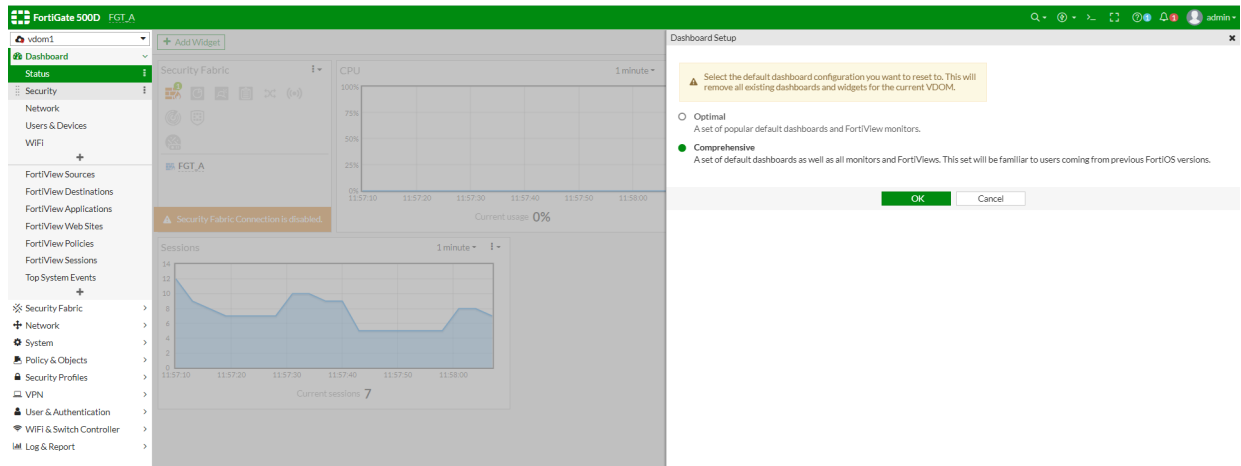 FortiGate 500D FGT_A
admin
vdom1
Dashboard
Status
Security
Network
Users & Devices
WiFi
FortiView Sources
FortiView Destinations
FortiView Applications
FortiView Web Sites
FortiView Policies
FortiView Sessions
Top System Events
Security Fabric
Network
System
Policy & Objects
Security Profiles
VPN
User & Authentication
WiFi & Switch Controller
Log & Report
+ Add Widget
Security Fabric
FGT_A
Security Fabric Connection is disabled.
CPU
1 minute
100%
75%
50%
25%
0%
11:57:10 11:57:20 11:57:30 11:57:40 11:57:50 11:58:00
Current usage 0%
Sessions
1 minute
14
12
10
8
6
4
2
0
11:57:10 11:57:20 11:57:30 11:57:40 11:57:50 11:58:00
Current sessions 7
Dashboard Setup
Select the default dashboard configuration you want to reset to. This will
remove all existing dashboards and widgets for the current VDOM.
Optimal
A set of popular default dashboards and FortiView monitors.
Comprehensive
A set of default dashboards as well as all monitors and FortiViews. This set will be familiar to users coming from previous FortiOS versions.
OK
Cancel